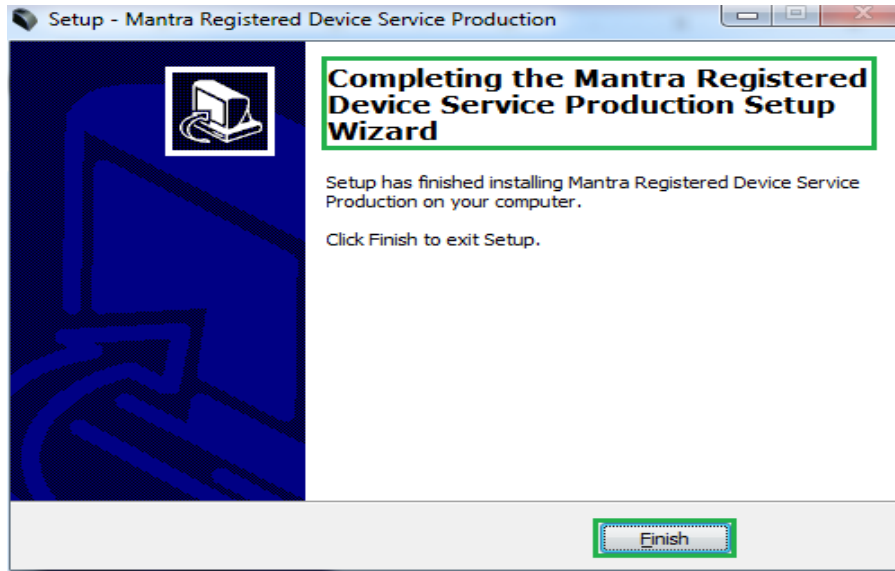 Setup - Mantra Registered Device Service Production
Completing the Mantra Registered
Device Service Production Setup
Wizard
Setup has finished installing Mantra Registered Device Service
Production on your computer.
Click Finish to exit Setup.
Finish